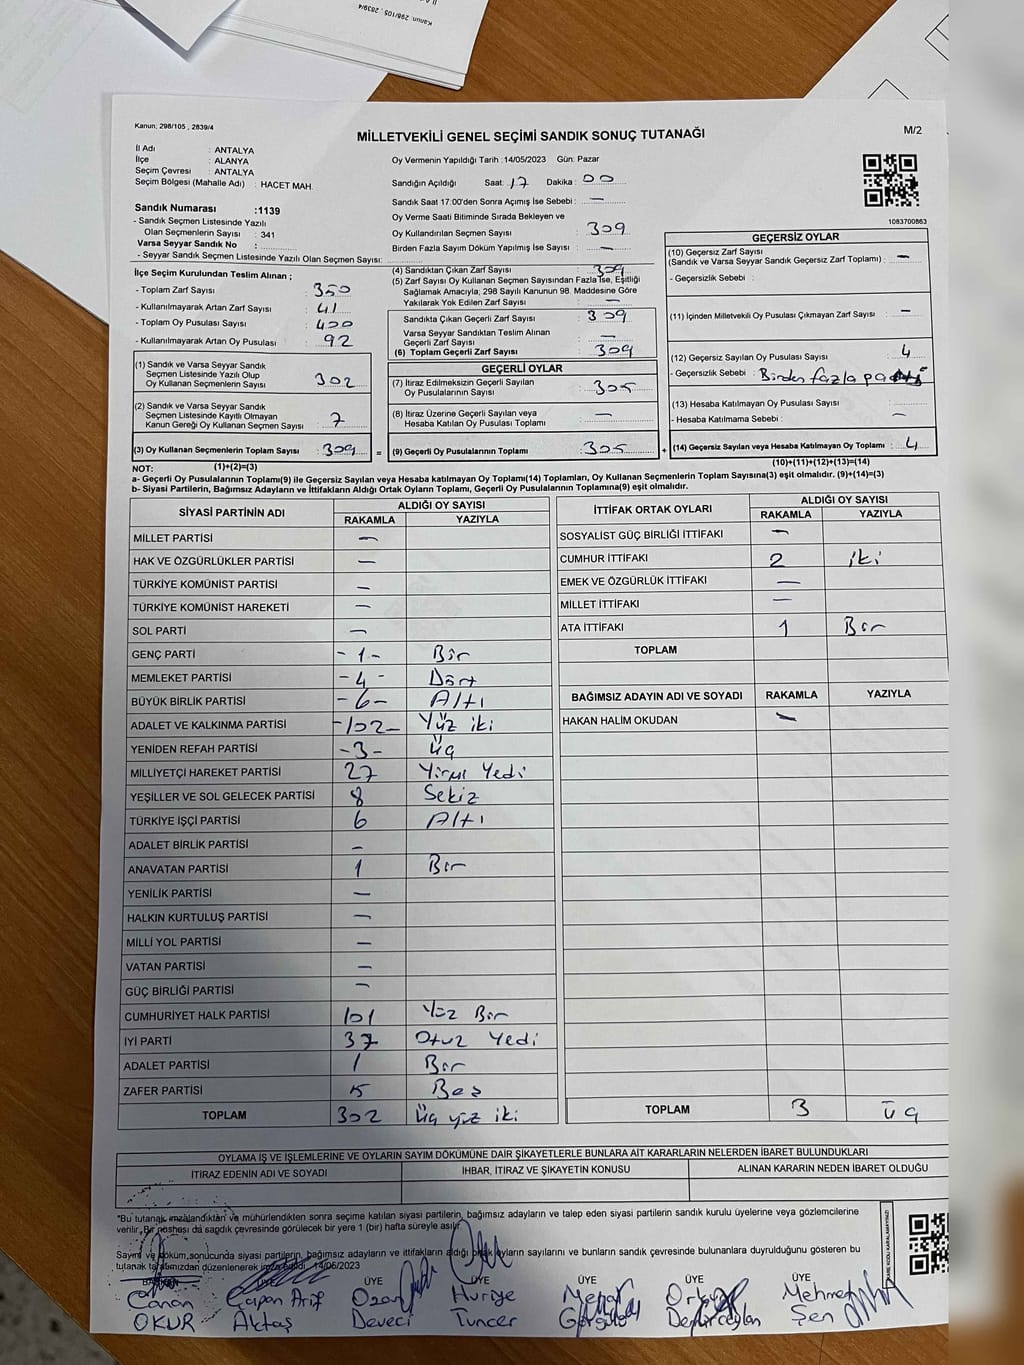 Kanun. 298/105 , 2839/4
Kanun; 298/105 , 2839/4
MİLLETVEKİLİ GENEL SEÇİMİ SANDIK SONUÇ TUTANAĞI
M/2
İl Adı : ANTALYA
İlçe : ALANYA
Seçim Çevresi : ANTALYA
Seçim Bölgesi (Mahalle Adı) : HACET MAH.
Oy Vermenin Yapıldığı Tarih :14/05/2023 Gün: Pazar
Sandığın Açıldığı Saat: 17 Dakika : 00
Sandık Saat 17:00'den Sonra Açımış İse Sebebi : —
Oy Verme Saati Bitiminde Sırada Bekleyen ve
Oy Kullandırılan Seçmen Sayısı : 309
Birden Fazla Sayım Döküm Yapılmış İse Sayısı : —
Sandık Numarası :1139
- Sandık Seçmen Listesinde Yazılı
Olan Seçmenlerin Sayısı : 341
Varsa Seyyar Sandık No :
- Seyyar Sandık Seçmen Listesinde Yazılı Olan Seçmen Sayısı:
1083700863
İlçe Seçim Kurulundan Teslim Alınan ;
- Toplam Zarf Sayısı : 350
- Kullanılmayarak Artan Zarf Sayısı : 41
- Toplam Oy Pusulası Sayısı : 400
- Kullanılmayarak Artan Oy Pusulası : 92
(1) Sandık ve Varsa Seyyar Sandık
Seçmen Listesinde Yazılı Olup
Oy Kullanan Seçmenlerin Sayısı : 302
(2) Sandık ve Varsa Seyyar Sandık
Seçmen Listesinde Kayıtlı Olmayan
Kanun Gereği Oy Kullanan Seçmen Sayısı : 7
(3) Oy Kullanan Seçmenlerin Toplam Sayısı : 309
(4) Sandıktan Çıkan Zarf Sayısı : 309
(5) Zarf Sayısı Oy Kullanan Seçmen Sayısından Fazla İse, Eşitliği
Sağlamak Amacıyla; 298 Sayılı Kanunun 98. Maddesine Göre
Yakılarak Yok Edilen Zarf Sayısı : —
Sandıkta Çıkan Geçerli Zarf Sayısı : 309
Varsa Seyyar Sandıktan Teslim Alınan
Geçerli Zarf Sayısı : —
(6) Toplam Geçerli Zarf Sayısı : 309
GEÇERLİ OYLAR
(7) İtiraz Edilmeksizin Geçerli Sayılan
Oy Pusulalarının Sayısı : 305
(8) İtiraz Üzerine Geçerli Sayılan veya
Hesaba Katılan Oy Pusulası Toplamı : —
= (9) Geçerli Oy Pusulalarının Toplamı : 305
GEÇERSİZ OYLAR
(10) Geçersiz Zarf Sayısı
(Sandık ve Varsa Seyyar Sandık Geçersiz Zarf Toplamı) : —
- Geçersizlik Sebebi :
(11) İçinden Milletvekili Oy Pusulası Çıkmayan Zarf Sayısı : —
(12) Geçersiz Sayılan Oy Pusulası Sayısı : 4
- Geçersizlik Sebebi : Birden fazla
(13) Hesaba Katılmayan Oy Pusulası Sayısı :
- Hesaba Katılmama Sebebi : —
+ (14) Geçersiz Sayılan veya Hesaba Katılmayan Oy Toplamı : 4
NOT: (1)+(2)=(3) (10)+(11)+(12)+(13)=(14)
a- Geçerli Oy Pusulalarının Toplamı(9) ile Geçersiz Sayılan veya Hesaba katılmayan Oy Toplamı(14) Toplamları, Oy Kullanan Seçmenlerin Toplam Sayısına(3) eşit olmalıdır. (9)+(14)=(3)
b- Siyasi Partilerin, Bağımsız Adayların ve İttifakların Aldığı Ortak Oyların Toplamı, Geçerli Oy Pusulalarının Toplamına(9) eşit olmalıdır.
SİYASİ PARTİNİN ADI ALDIĞI OY SAYISI
RAKAMLA YAZIYLA
MİLLET PARTİSİ —
HAK VE ÖZGÜRLÜKLER PARTİSİ —
TÜRKİYE KOMÜNİST PARTİSİ —
TÜRKİYE KOMÜNİST HAREKETİ —
SOL PARTİ —
GENÇ PARTİ -1- Bir
MEMLEKET PARTİSİ -4- Dört
BÜYÜK BİRLİK PARTİSİ -6- Altı
ADALET VE KALKINMA PARTİSİ -102- Yüz iki
YENİDEN REFAH PARTİSİ -3- Üç
MİLLİYETÇİ HAREKET PARTİSİ 27 Yirmi Yedi
YEŞİLLER VE SOL GELECEK PARTİSİ 8 Sekiz
TÜRKİYE İŞÇİ PARTİSİ 6 Altı
ADALET BİRLİK PARTİSİ —
ANAVATAN PARTİSİ 1 Bir
YENİLİK PARTİSİ —
HALKIN KURTULUŞ PARTİSİ —
MİLLİ YOL PARTİSİ —
VATAN PARTİSİ —
GÜÇ BİRLİĞİ PARTİSİ —
CUMHURİYET HALK PARTİSİ 101 Yüz Bir
İYİ PARTİ 37 Otuz Yedi
ADALET PARTİSİ 1 Bir
ZAFER PARTİSİ 5 Beş
TOPLAM 302 Üç yüz iki
İTTİFAK ORTAK OYLARI ALDIĞI OY SAYISI
RAKAMLA YAZIYLA
SOSYALİST GÜÇ BİRLİĞİ İTTİFAKI —
CUMHUR İTTİFAKI 2 iki
EMEK VE ÖZGÜRLÜK İTTİFAKI —
MİLLET İTTİFAKI —
ATA İTTİFAKI 1 Bir
TOPLAM
BAĞIMSIZ ADAYIN ADI VE SOYADI RAKAMLA YAZIYLA
HAKAN HALİM OKUDAN —
TOPLAM 3 Üç
OYLAMA İŞ VE İŞLEMLERİNE VE OYLARIN SAYIM DÖKÜMÜNE DAİR ŞİKAYETLERLE BUNLARA AİT KARARLARIN NELERDEN İBARET BULUNDUKLARI
İTİRAZ EDENİN ADI VE SOYADI İHBAR, İTİRAZ VE ŞİKAYETİN KONUSU ALINAN KARARIN NEDEN İBARET OLDUĞU
*Bu tutanak imzalandıktan ve mühürlendikten sonra seçime katılan siyasi partilerin, bağımsız adayların ve talep eden siyasi partilerin sandık kurulu üyelerine veya gözlemcilerine
verilir. Bir nüshası da sandık çevresinde görülecek bir yere 1 (bir) hafta süreyle asılır.
Sayım ve döküm sonucunda siyasi partilerin, bağımsız adayların ve ittifakların aldığı ortak oyların sayılarını ve bunların sandık çevresinde bulunanlara duyrulduğunu gösteren bu
tutanak tarafımızdan düzenlenerek imza edildi. 14/05/2023
BAŞKAN ÜYE ÜYE ÜYE ÜYE ÜYE ÜYE
Canan Çapan Arif Ozan Huriye Orkun Mehmet
OKUR Aktaş Deveci Tuncer Demirceylan Şen